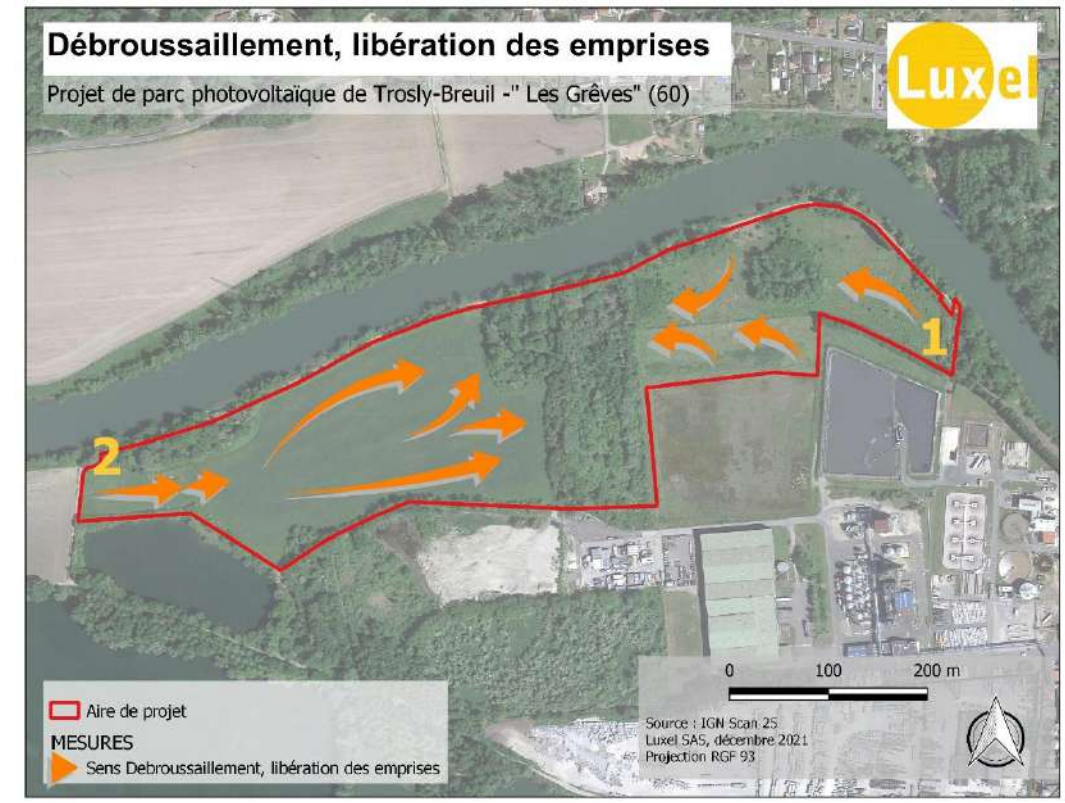 Débroussaillement, libération des emprises
Projet de parc photovoltaïque de Trosly-Breuil -" Les Grêves" (60)
Luxel
1
2
0 100 200 m
Aire de projet
MESURES
Sens Debroussaillement, libération des emprises
Source : IGN Scan 25
Luxel SAS, décembre 2021
Projection RGF 93